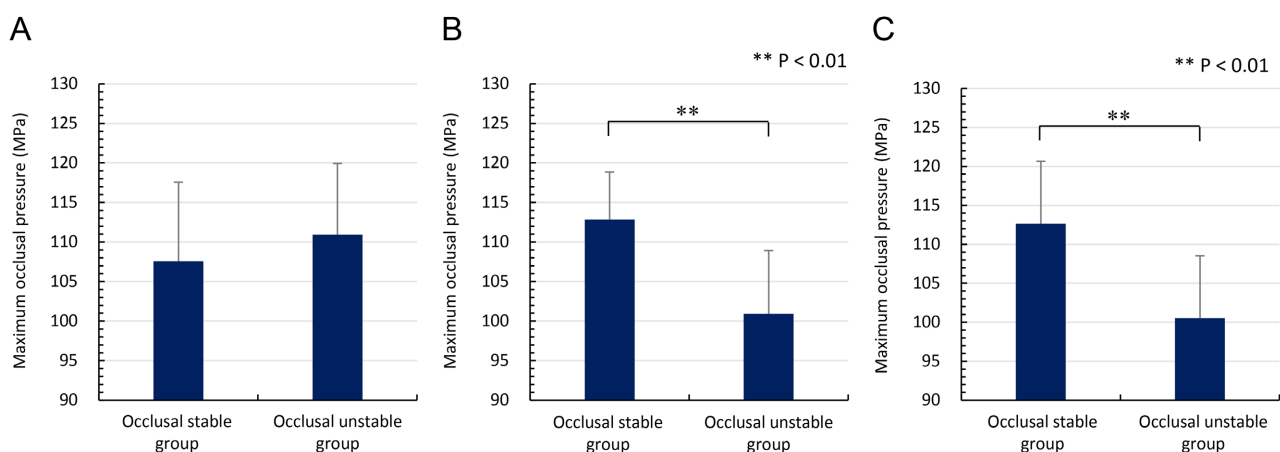 A
Maximum occlusal pressure (MPa)
130
125
120
115
110
105
100
95
90
Occlusal stable
group
Occlusal unstable
group
B
** P < 0.01
**
Maximum occlusal pressure (MPa)
130
125
120
115
110
105
100
95
90
Occlusal stable
group
Occlusal unstable
group
C
** P < 0.01
**
Maximum occlusal pressure (MPa)
130
125
120
115
110
105
100
95
90
Occlusal stable
group
Occlusal unstable
group